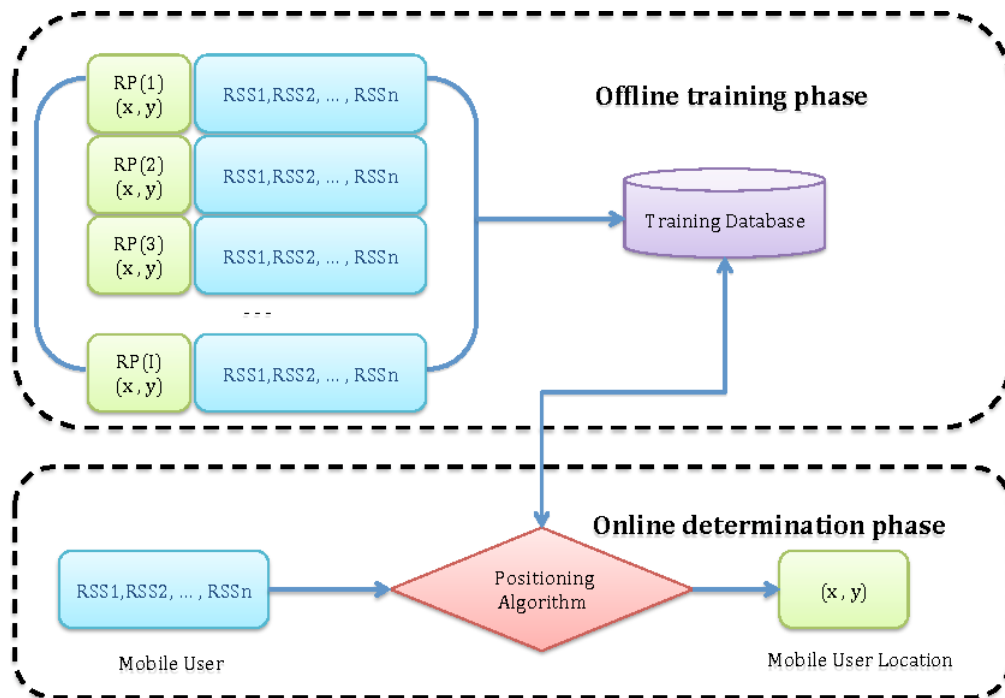 RP(1)
(x , y)
RSS1,RSS2, ... , RSSn
Offline training phase
RP(2)
(x , y)
RSS1,RSS2, ... , RSSn
RP(3)
(x , y)
RSS1,RSS2, ... , RSSn
Training Database
- - -
RP(I)
(x , y)
RSS1,RSS2, ... , RSSn
Online determination phase
RSS1,RSS2, ... , RSSn
Positioning
Algorithm
(x , y)
Mobile User
Mobile User Location